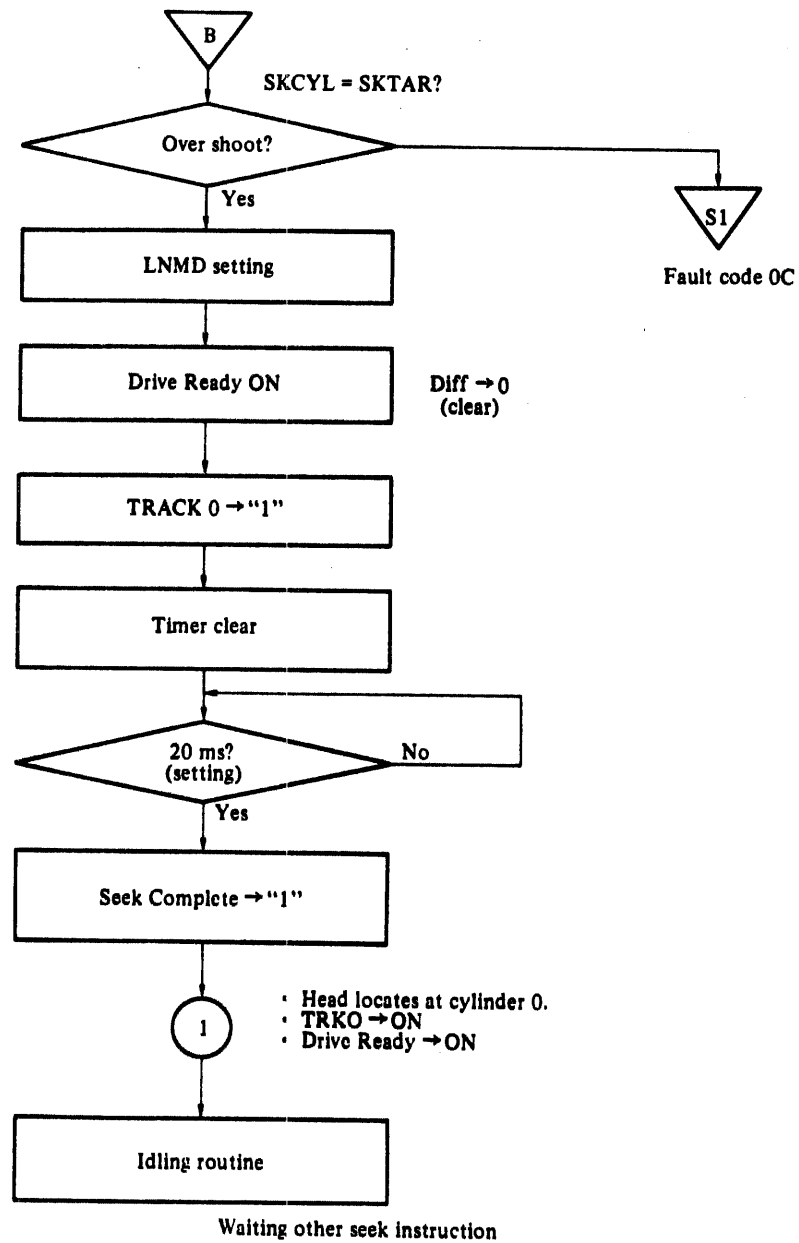 B
SKCYL = SKTAR?
Over shoot?
Yes
S1
LNMD setting
Fault code 0C
Drive Ready ON
Diff → 0
(clear)
TRACK 0 → “1”
Timer clear
20 ms?
(setting)
No
Yes
Seek Complete → “1”
1
• Head locates at cylinder 0.
• TRKO → ON
• Drive Ready → ON
Idling routine
Waiting other seek instruction